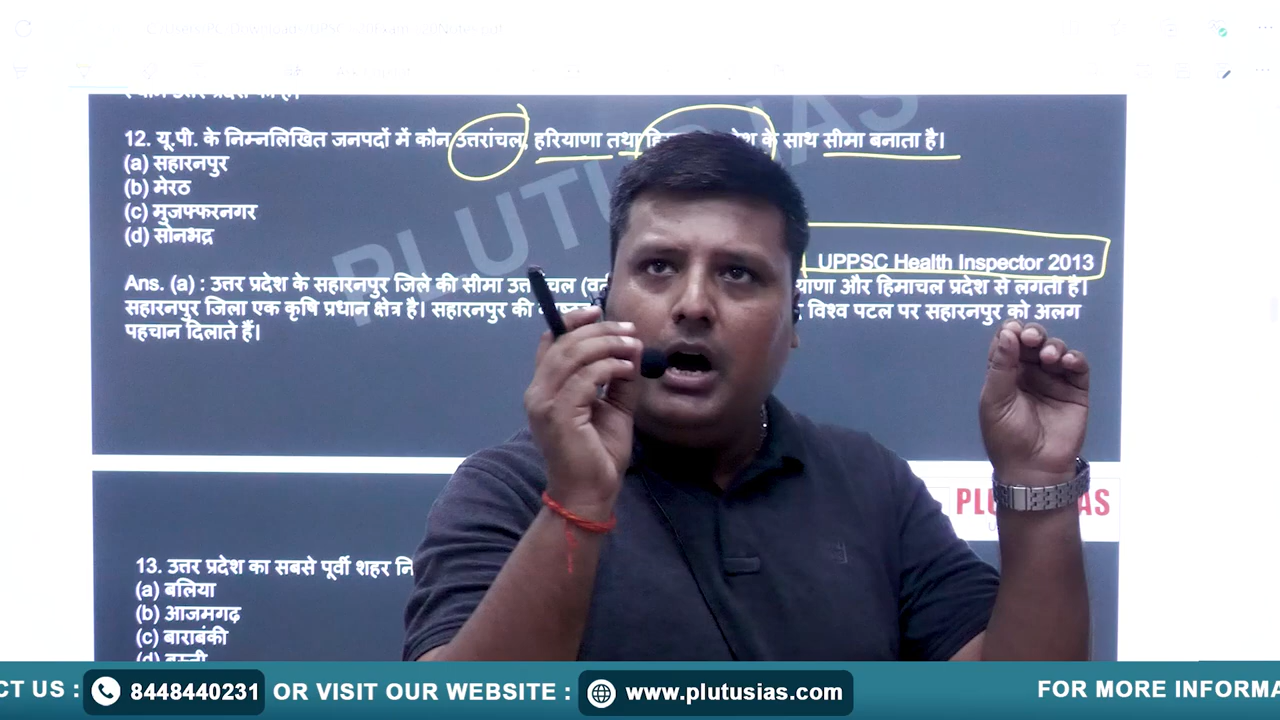 12. यू.पी. के निम्नलिखित जनपदों में कौन उत्तरांचल, हरियाणा तथा के साथ सीमा बनाता है।
(a) सहारनपुर
(b) मेरठ
(c) मुजफ्फरनगर
(d) सोनभद्र
UPPSC Health Inspector 2013
Ans. (a) : उत्तर प्रदेश के सहारनपुर जिले की सीमा और हिमाचल प्रदेश से लगता है।
सहारनपुर जिला एक कृषि प्रधान क्षेत्र है। सहारनपुर की विश्व पटल पर सहारनपुर को अलग
पहचान दिलाते हैं।
PLUTUS IAS
13. उत्तर प्रदेश का सबसे पूर्वी शहर
(a) बलिया
(b) आजमगढ़
(c) बाराबंकी
(d) बस्ती
CT US : 8448440231 OR VISIT OUR WEBSITE : www.plutusias.com FOR MORE INFORMA